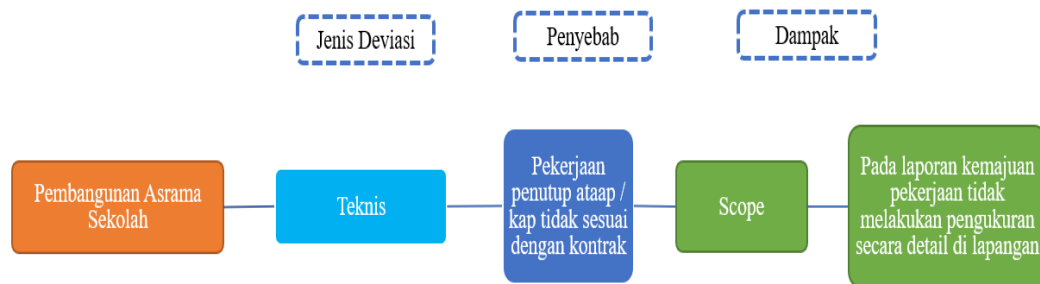 Jenis Deviasi
Penyebab
Dampak
Pembangunan Asrama
Sekolah
Teknis
Pekerjaan
penutup ataap /
kap tidak sesuai
dengan kontrak
Scope
Pada laporan kemajuan
pekerjaan tidak
melakukan pengukuran
secara detail di lapangan